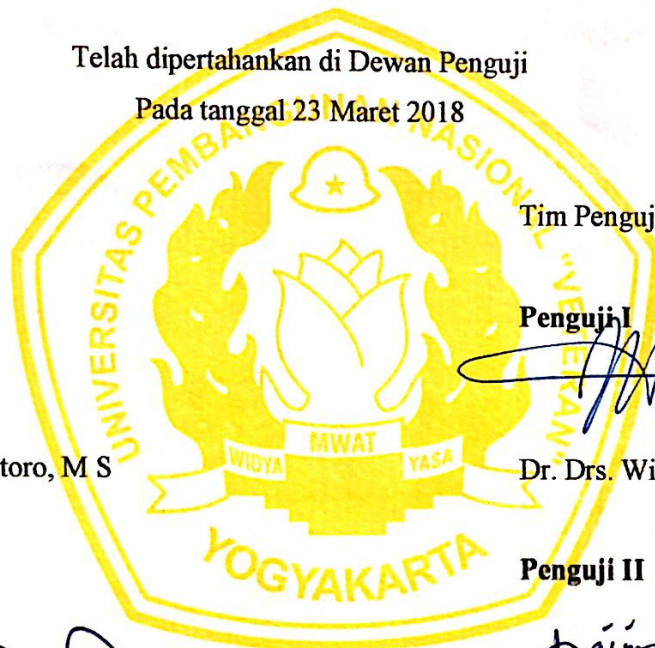 Telah dipertahankan di Dewan Penguji
Pada tanggal 23 Maret 2018
UNIVERSITAS PEMBANGUNAN NASIONAL "VETERAN"
Tim Penguj
Penguji I
WIDYA MWAT YASA
toro, M S
Dr. Drs. Wi
YOGYAKARTA
Penguji II